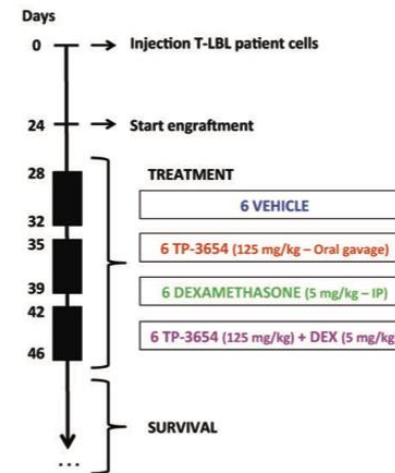 Days
0 Injection T-LBL patient cells
24 Start engraftment
28
TREATMENT
6 VEHICLE
32
35
6 TP-3654 (125 mg/kg – Oral gavage)
39
6 DEXAMETHASONE (5 mg/kg – IP)
42
6 TP-3654 (125 mg/kg) + DEX (5 mg/kg
46
SURVIVAL
...